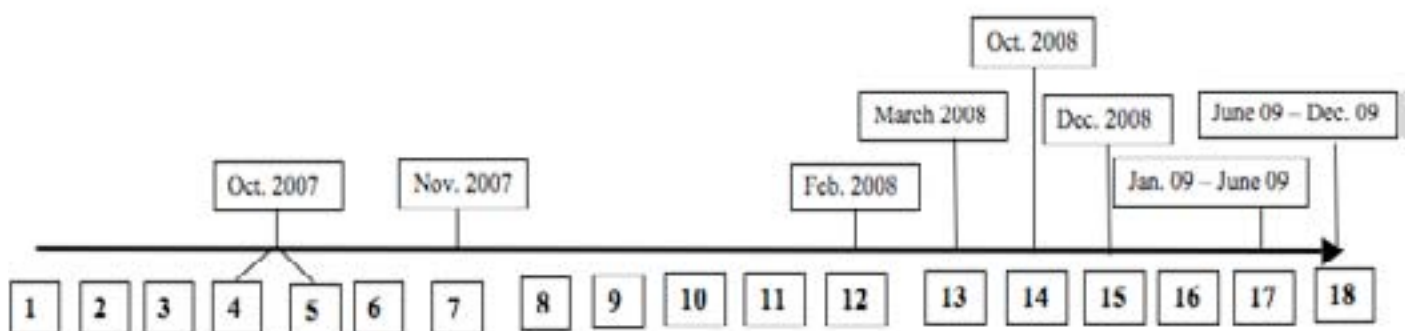 Oct. 2008
March 2008
Dec. 2008
June 09 – Dec. 09
Oct. 2007
Nov. 2007
Feb. 2008
Jan. 09 – June 09
1 2 3 4 5 6 7 8 9 10 11 12 13 14 15 16 17 18